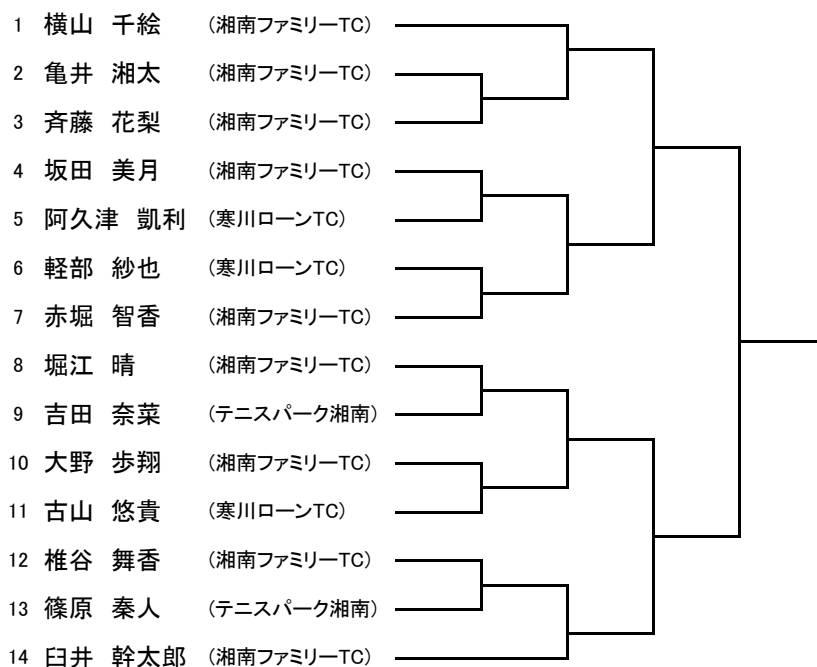 1 横山 千絵 (湘南ファミリーTC)
2 亀井 湘太 (湘南ファミリーTC)
3 斉藤 花梨 (湘南ファミリーTC)
4 坂田 美月 (湘南ファミリーTC)
5 阿久津 凱利 (寒川ローンTC)
6 軽部 紗也 (寒川ローンTC)
7 赤堀 智香 (湘南ファミリーTC)
8 堀江 晴 (湘南ファミリーTC)
9 吉田 奈菜 (テニスパーク湘南)
10 大野 歩翔 (湘南ファミリーTC)
11 古山 悠貴 (寒川ローンTC)
12 椎谷 舞香 (湘南ファミリーTC)
13 篠原 秦人 (テニスパーク湘南)
14 臼井 幹太郎 (湘南ファミリーTC)